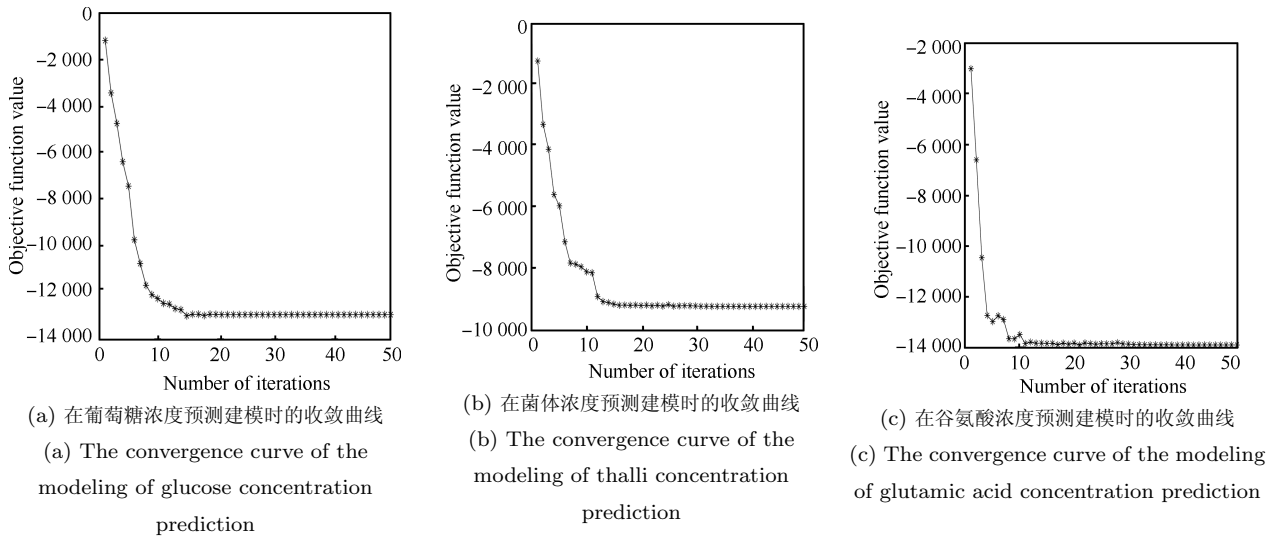 0
−2 000
−4 000
−6 000
−8 000
−10 000
−12 000
−14 000
Objective function value
0
10
20
30
40
50
Number of iterations
(a) 在葡萄糖浓度预测建模时的收敛曲线
(a) The convergence curve of the
modeling of glucose concentration
prediction
0
−2 000
−4 000
−6 000
−8 000
−10 000
Objective function value
0
10
20
30
40
50
Number of iterations
(b) 在菌体浓度预测建模时的收敛曲线
(b) The convergence curve of the
modeling of thalli concentration
prediction
−2 000
−4 000
−6 000
−8 000
−10 000
−12 000
−14 000
Objective function value
0
10
20
30
40
50
Number of iterations
(c) 在谷氨酸浓度预测建模时的收敛曲线
(c) The convergence curve of the modeling
of glutamic acid concentration prediction